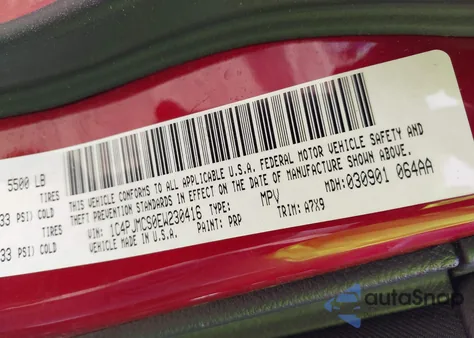 5500 LB
TIRES
33 PSI) COLD
TIRES
33 PSI) COLD
THIS VEHICLE CONFORMS TO ALL APPLICABLE U.S.A. FEDERAL MOTOR VEHICLE SAFETY AND
THEFT PREVENTION STANDARDS IN EFFECT ON THE DATE OF MANUFACTURE SHOWN ABOVE.
VIN: 1C4PJMCS0EW230416 TYPE: MPV MDH: 030901 064AA
MADE IN U.S.A. PAINT: PRP TRIM: A7X9
autoSnap